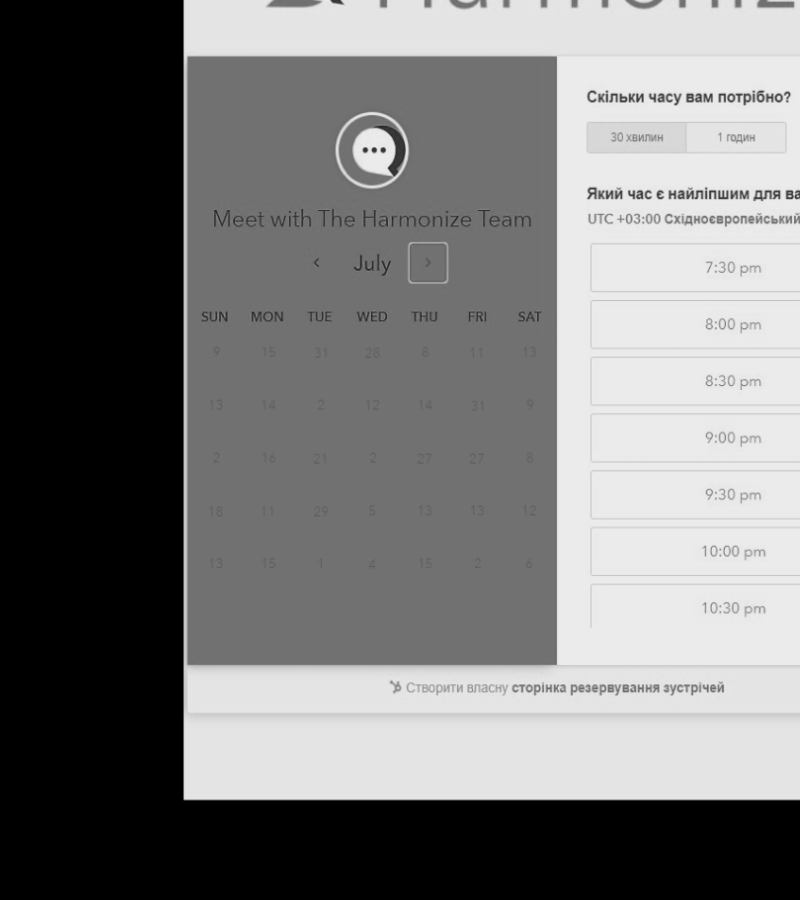 Harmoniz
Meet with The Harmonize Team
July
SUN MON TUE WED THU FRI SAT
9 15 31 28 8 11 13
13 14 2 12 14 31 9
2 16 21 2 27 27 8
18 11 29 5 13 13 12
13 15 1 4 15 2 6
Скільки часу вам потрібно?
30 хвилин 1 годин
Який час є найліпшим для ва
UTC +03:00 Східноєвропейський
7:30 pm
8:00 pm
8:30 pm
9:00 pm
9:30 pm
10:00 pm
10:30 pm
Створити власну сторінка резервування зустрічей